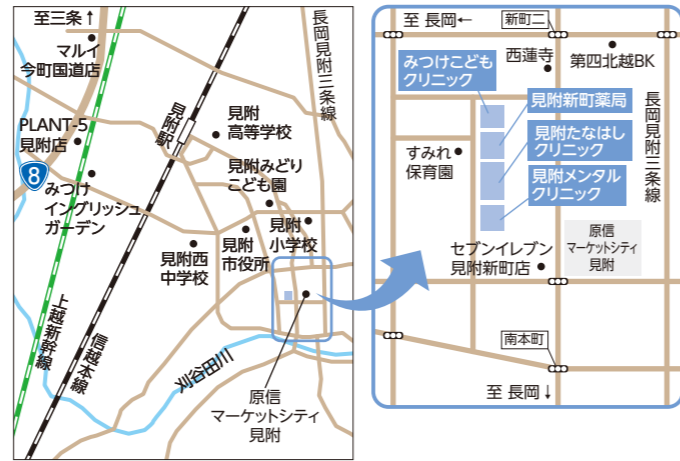 至三条↑
マルイ
今町国道店
長岡見附三条線
見附駅
見附
高等学校
PLANT-5
見附店
見附みどり
こども園
8
みつけ
イングリッシュ
ガーデン
見附
小学校
見附
市役所
見附西
中学校
上越新幹線
信越本線
刈谷田川
原信
マーケットシティ
見附
至 長岡←
新町二
西蓮寺
第四北越BK
みつけこども
クリニック
見附新町薬局
見附たなはし
クリニック
見附メンタル
クリニック
すみれ
保育園
長岡見附三条線
原信
マーケットシティ
見附
セブンイレブン
見附新町店
南本町
至 長岡↓